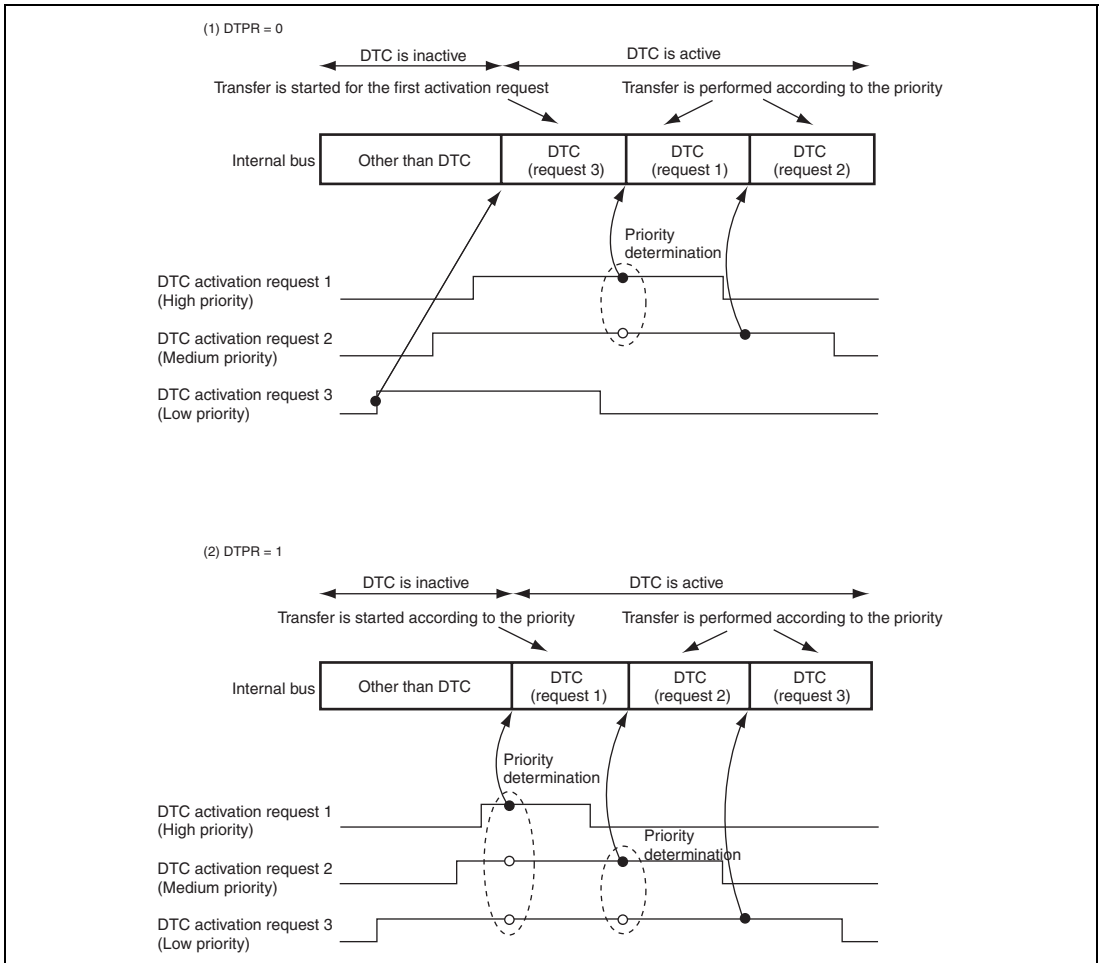 (1) DTPR = 0
DTC is inactive
DTC is active
Transfer is started for the first activation request
Transfer is performed according to the priority
Internal bus
Other than DTC
DTC
(request 3)
DTC
(request 1)
DTC
(request 2)
Priority
determination
DTC activation request 1
(High priority)
DTC activation request 2
(Medium priority)
DTC activation request 3
(Low priority)
(2) DTPR = 1
DTC is inactive
DTC is active
Transfer is started according to the priority
Transfer is performed according to the priority
Internal bus
Other than DTC
DTC
(request 1)
DTC
(request 2)
DTC
(request 3)
Priority
determination
DTC activation request 1
(High priority)
Priority
determination
DTC activation request 2
(Medium priority)
DTC activation request 3
(Low priority)